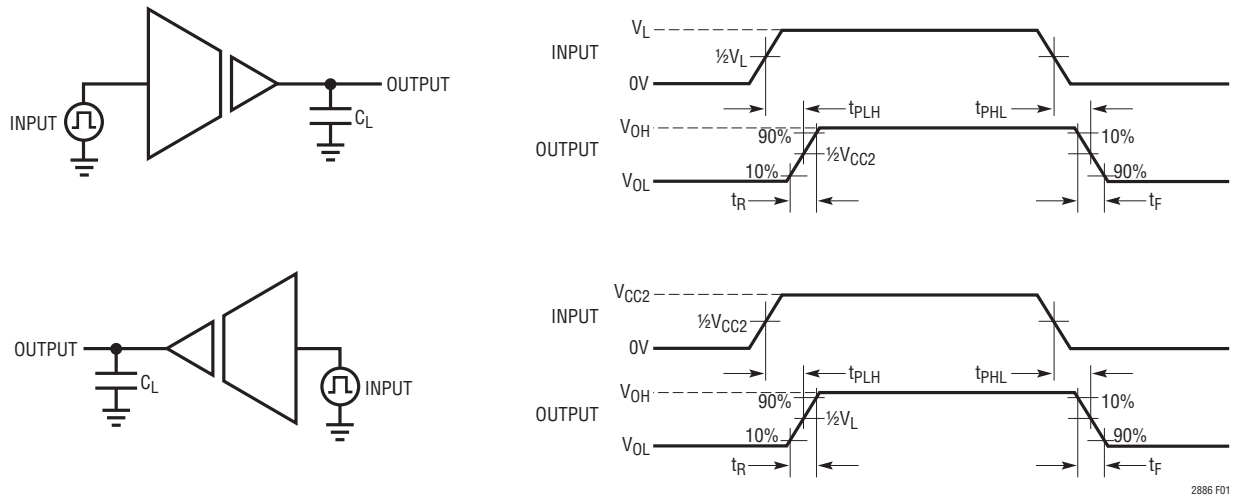 INPUT
OUTPUT
C_L
V_L
INPUT
½V_L
0V
t_PLH
t_PHL
V_OH
90%
10%
OUTPUT
½V_CC2
10%
90%
V_OL
t_R
t_F
OUTPUT
C_L
INPUT
V_CC2
INPUT
½V_CC2
0V
t_PLH
t_PHL
V_OH
90%
10%
OUTPUT
½V_L
10%
90%
V_OL
t_R
t_F
2886 F01